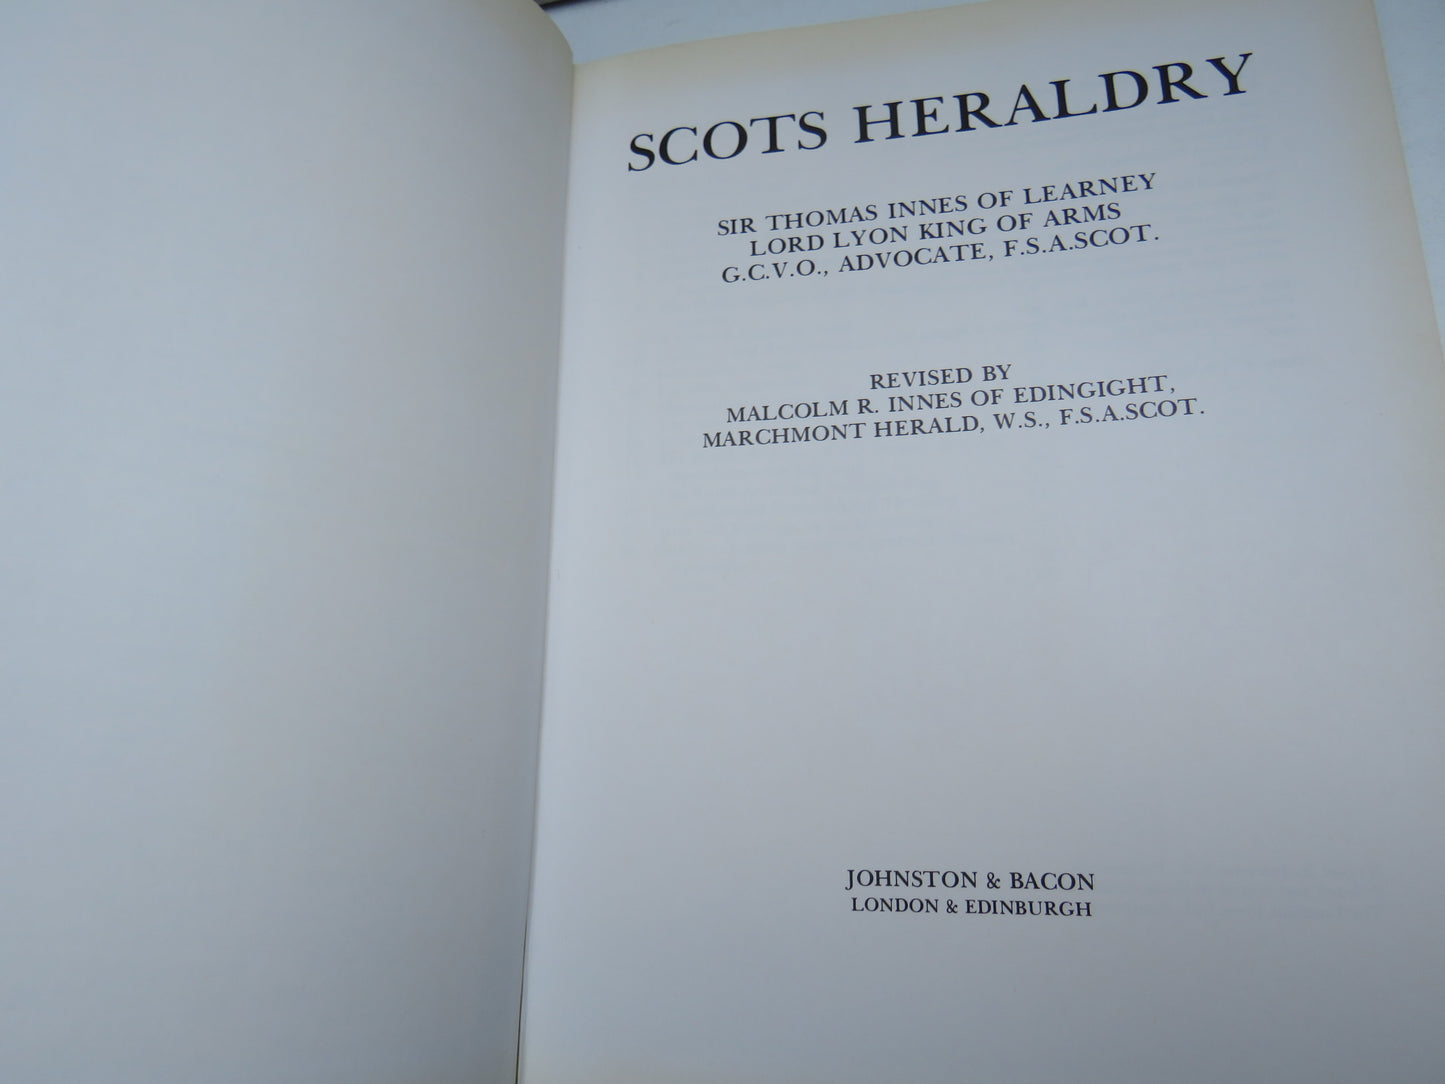 SCOTS HERALDRY
SIR THOMAS INNES OF LEARNEY
LORD LYON KING OF ARMS
G.C.V.O., ADVOCATE, F.S.A.SCOT.
REVISED BY
MALCOLM R. INNES OF EDINGIGHT,
MARCHMONT HERALD, W.S., F.S.A.SCOT.
JOHNSTON & BACON
LONDON & EDINBURGH